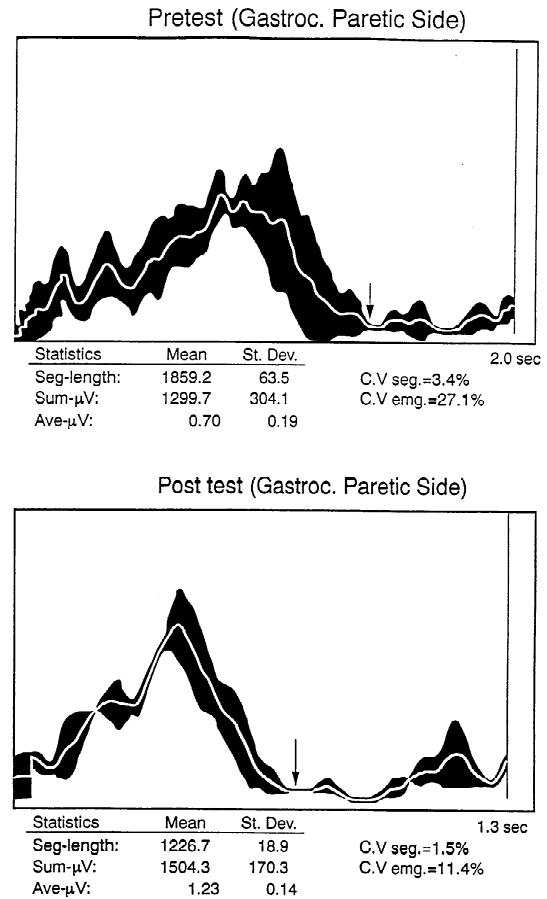 Pretest (Gastroc. Paretic Side)
2.0 sec
Statistics Mean St. Dev.
Seg-length: 1859.2 63.5 C.V seg.=3.4%
Sum-µV: 1299.7 304.1 C.V emg.=27.1%
Ave-µV: 0.70 0.19
Post test (Gastroc. Paretic Side)
1.3 sec
Statistics Mean St. Dev.
Seg-length: 1226.7 18.9 C.V seg.=1.5%
Sum-µV: 1504.3 170.3 C.V emg.=11.4%
Ave-µV: 1.23 0.14